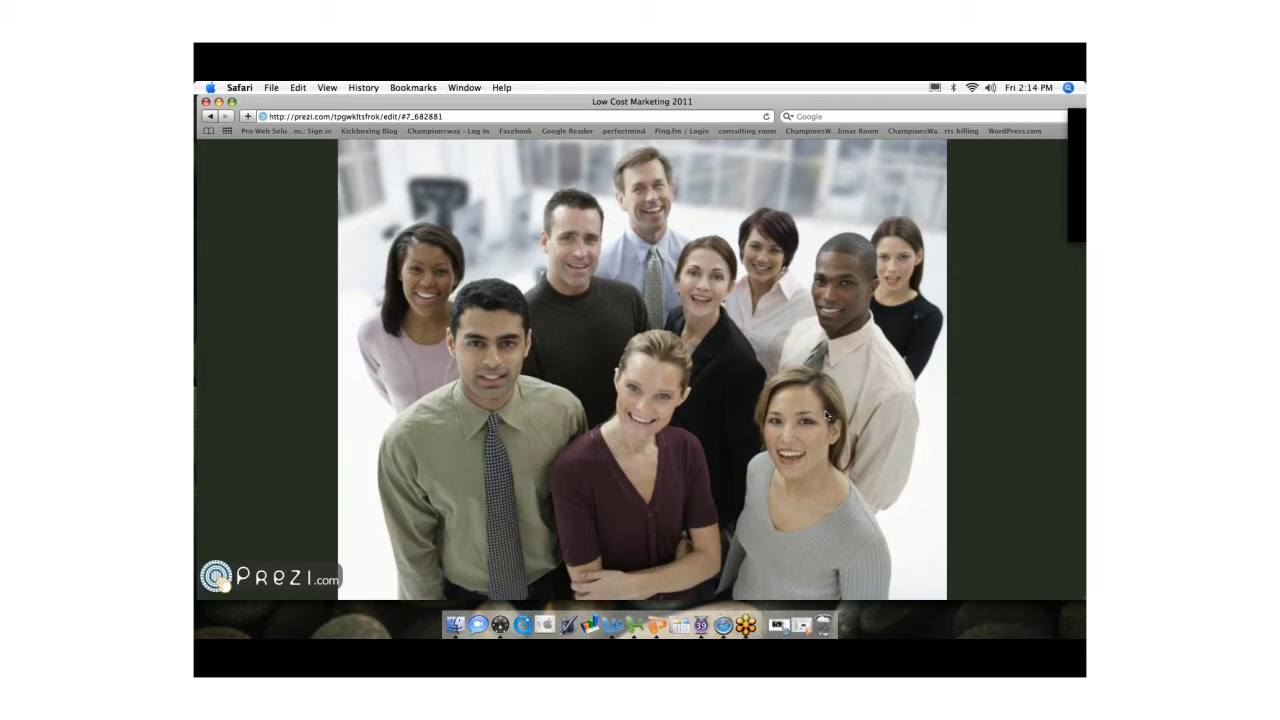 Safari File Edit View History Bookmarks Window Help Fri 2:14 PM
Low Cost Marketing 2011
http://prezi.com/tpgwkltsfrok/edit/#7_682881 Google
Pro Web Solu...nc.: Sign in Kickboxing Blog Championsway › Log In Facebook Google Reader perfectmind Ping.fm / Login consulting room ChampionsW...binar Room ChampionsWa...rts billing WordPress.com
PREZI.com
39